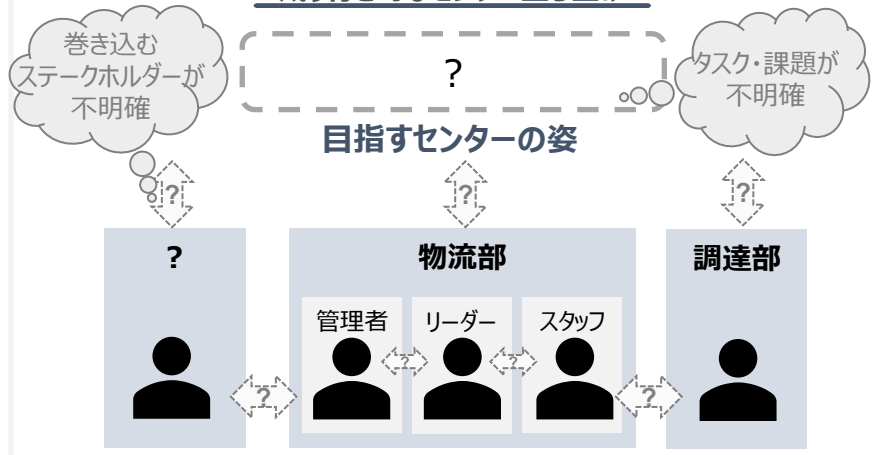 巻き込む
ステークホルダーが
不明確
?
タスク・課題が
不明確
目指すセンターの姿
?
?
?
?
物流部
調達部
管理者
リーダー
スタッフ
?
?
?
?